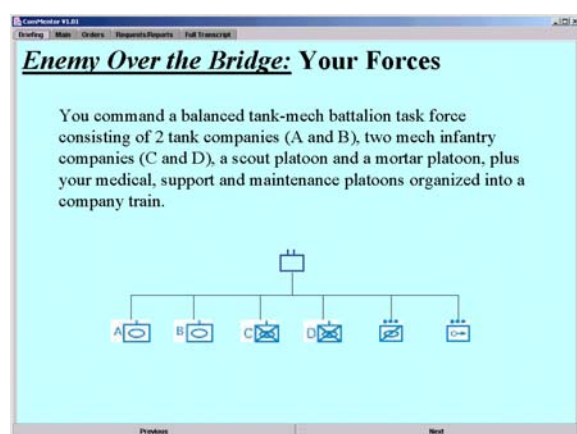 ComMentor V1.01
Briefing Main Orders Requests/Reports Full Transcript
Enemy Over the Bridge: Your Forces
You command a balanced tank-mech battalion task force
consisting of 2 tank companies (A and B), two mech infantry
companies (C and D), a scout platoon and a mortar platoon, plus
your medical, support and maintenance platoons organized into a
company train.
A B C D
Previous Next